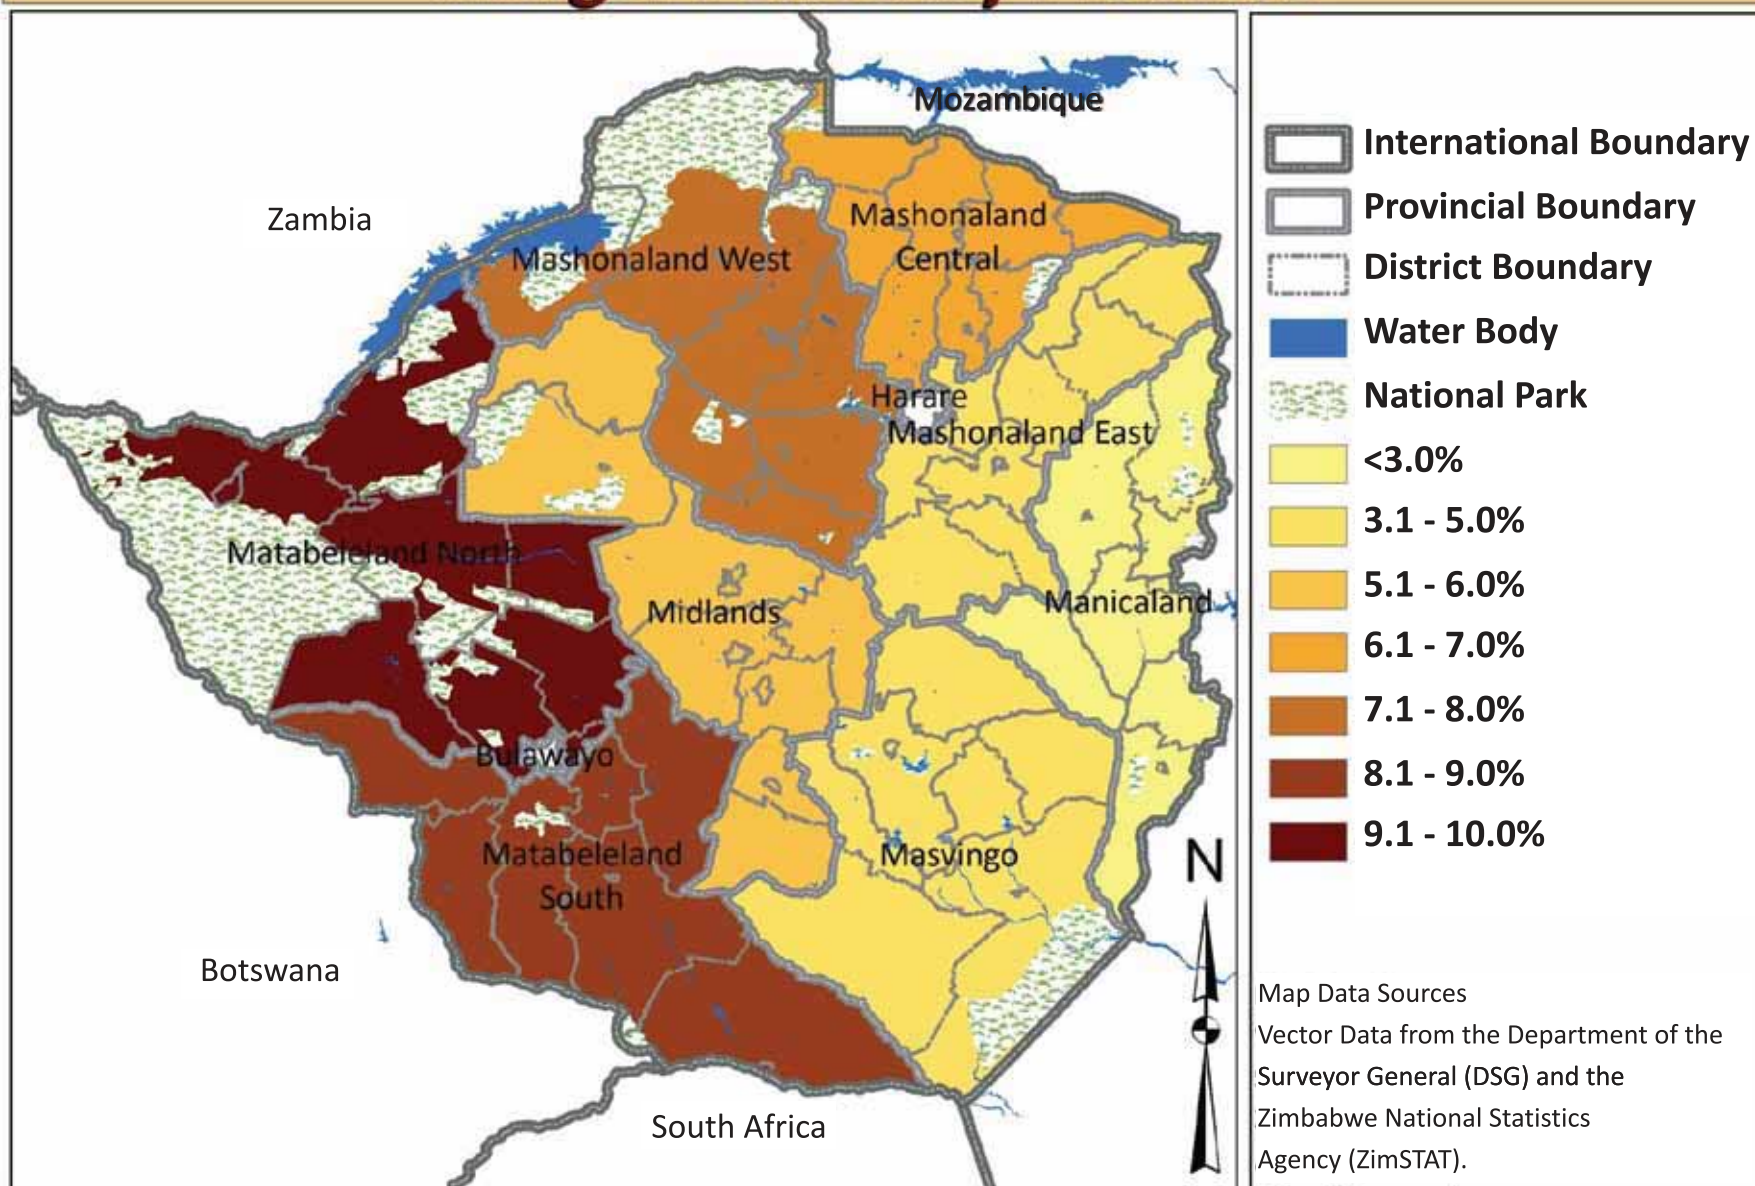 Mozambique
Zambia
Mashonaland
Central
Mashonaland West
Harare
Mashonaland East
Matabeleland North
Midlands
Manicaland
Bulawayo
Matabeleland
South
Masvingo
N
Botswana
South Africa
International Boundary
Provincial Boundary
District Boundary
Water Body
National Park
<3.0%
3.1 - 5.0%
5.1 - 6.0%
6.1 - 7.0%
7.1 - 8.0%
8.1 - 9.0%
9.1 - 10.0%
Map Data Sources
Vector Data from the Department of the
Surveyor General (DSG) and the
Zimbabwe National Statistics
Agency (ZimSTAT).